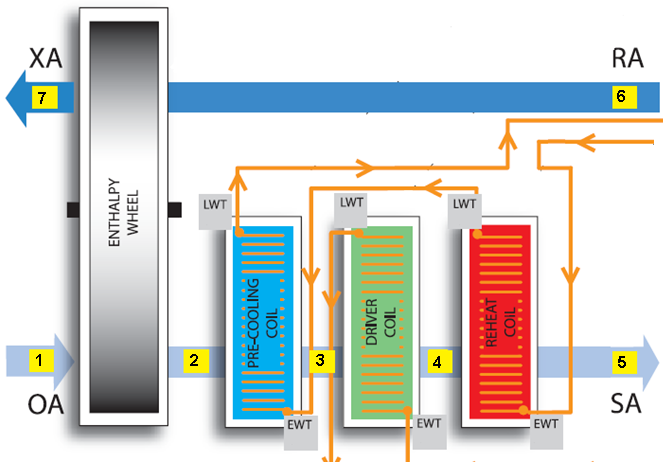 XA
RA
7
6
ENTHALPY
WHEEL
LWT
LWT
LWT
PRE-COOLING
COIL
DRIVER
COIL
REHEAT
COIL
1
2
3
4
5
OA
SA
EWT
EWT
EWT